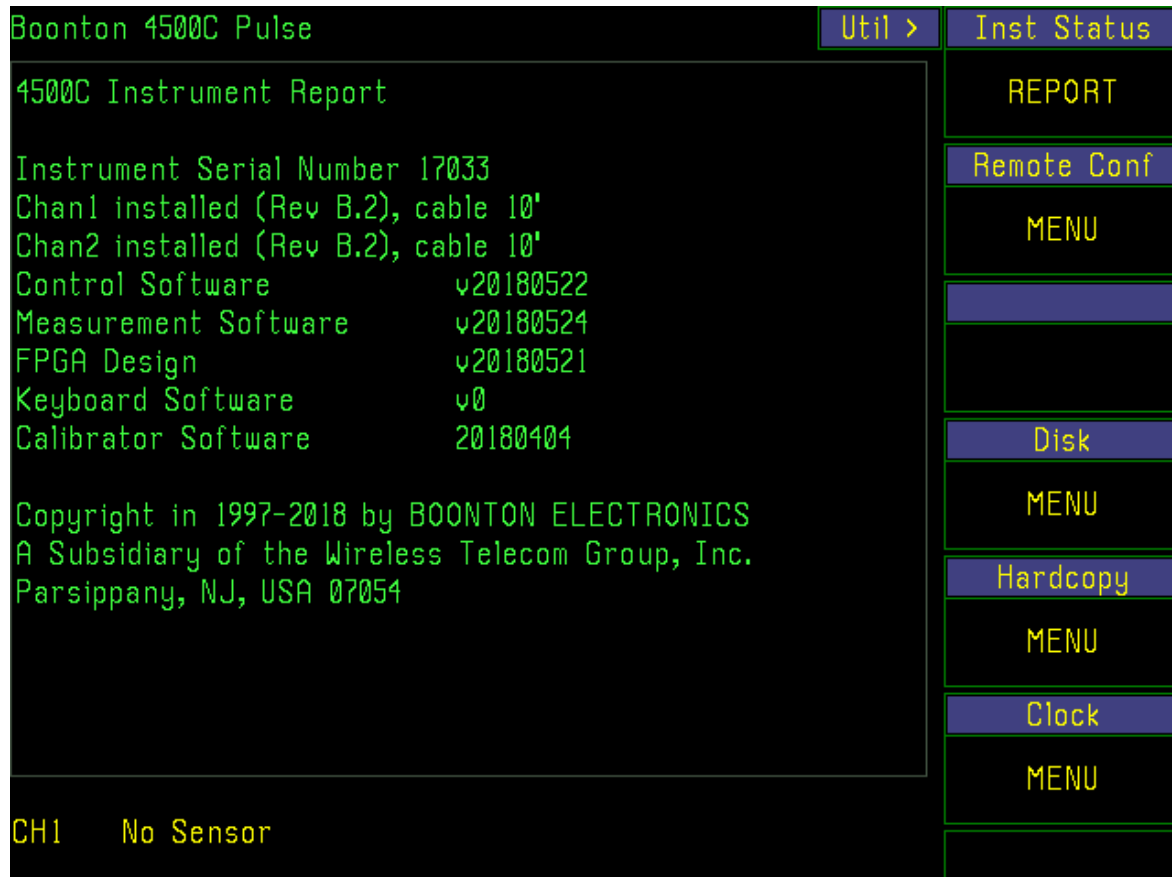 Boonton 4500C Pulse
Util >
Inst Status
REPORT
4500C Instrument Report
Instrument Serial Number 17033
Chan1 installed (Rev B.2), cable 10'
Chan2 installed (Rev B.2), cable 10'
Control Software v20180522
Measurement Software v20180524
FPGA Design v20180521
Keyboard Software v0
Calibrator Software 20180404
Copyright in 1997-2018 by BOONTON ELECTRONICS
A Subsidiary of the Wireless Telecom Group, Inc.
Parsippany, NJ, USA 07054
Remote Conf
MENU
Disk
MENU
Hardcopy
MENU
Clock
MENU
CH1 No Sensor